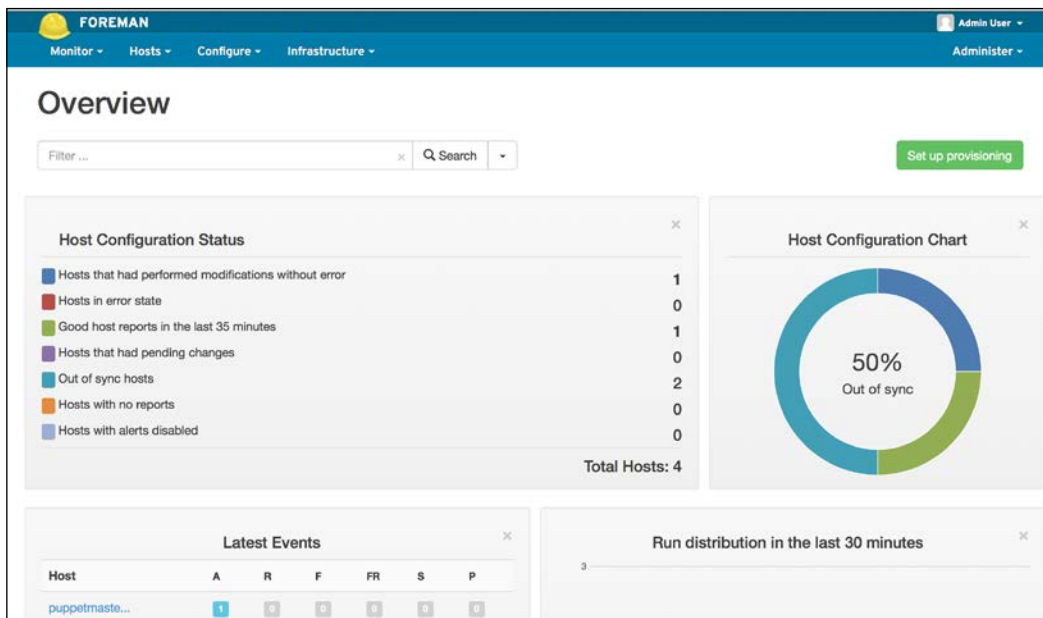 FOREMAN
Admin User
Monitor Hosts Configure Infrastructure Administer
Overview
Filter ... × Search Set up provisioning
Host Configuration Status ×
Hosts that had performed modifications without error 1
Hosts in error state 0
Good host reports in the last 35 minutes 1
Hosts that had pending changes 0
Out of sync hosts 2
Hosts with no reports 0
Hosts with alerts disabled 0
Total Hosts: 4
Host Configuration Chart ×
50%
Out of sync
Latest Events ×
Host A R F FR S P
puppetmaste... 1 0 0 0 0 0
Run distribution in the last 30 minutes ×
3